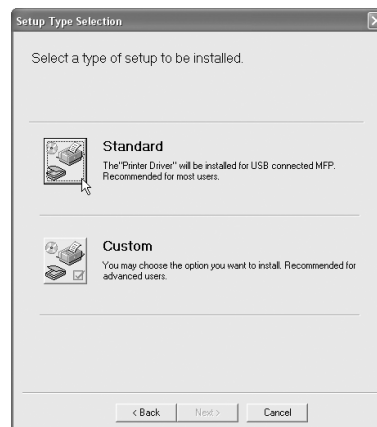 Setup Type Selection
Select a type of setup to be installed.
Standard
The"Printer Driver" will be installed for USB connected MFP.
Recommended for most users.
Custom
You may choose the option you want to install. Recommended for
advanced users.
< Back
Next >
Cancel